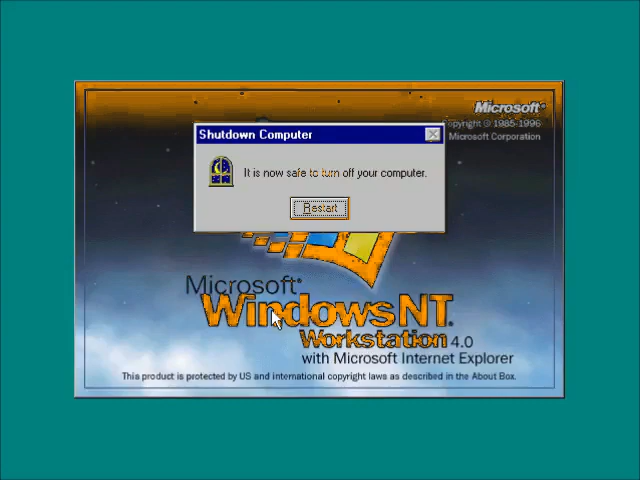 Microsoft®
opyright © 1985-1996
Microsoft Corporation
Shutdown Computer
It is now safe to turn off your computer.
Restart
Microsoft®
Windows NT®
Workstation 4.0
with Microsoft Internet Explorer
This product is protected by US and international copyright laws as described in the About Box.